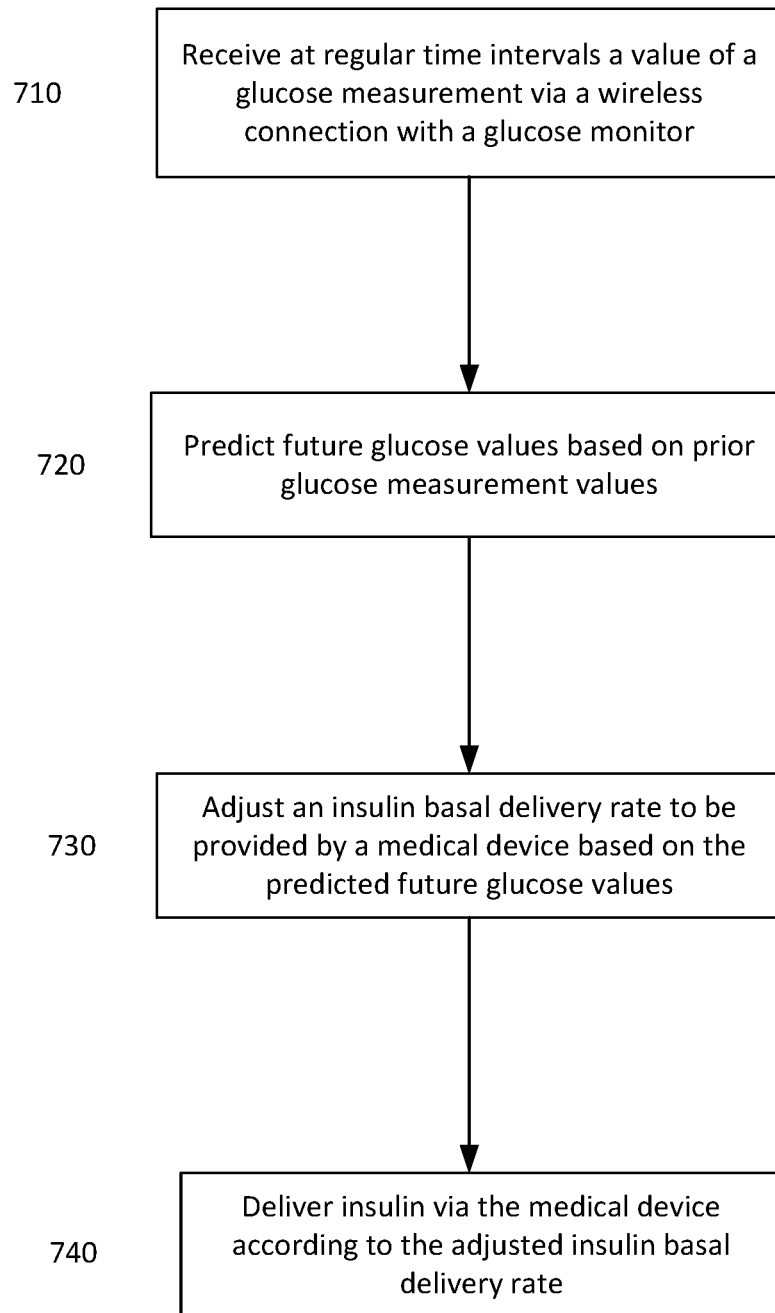 710
Receive at regular time intervals a value of a
glucose measurement via a wireless
connection with a glucose monitor
720
Predict future glucose values based on prior
glucose measurement values
730
Adjust an insulin basal delivery rate to be
provided by a medical device based on the
predicted future glucose values
740
Deliver insulin via the medical device
according to the adjusted insulin basal
delivery rate